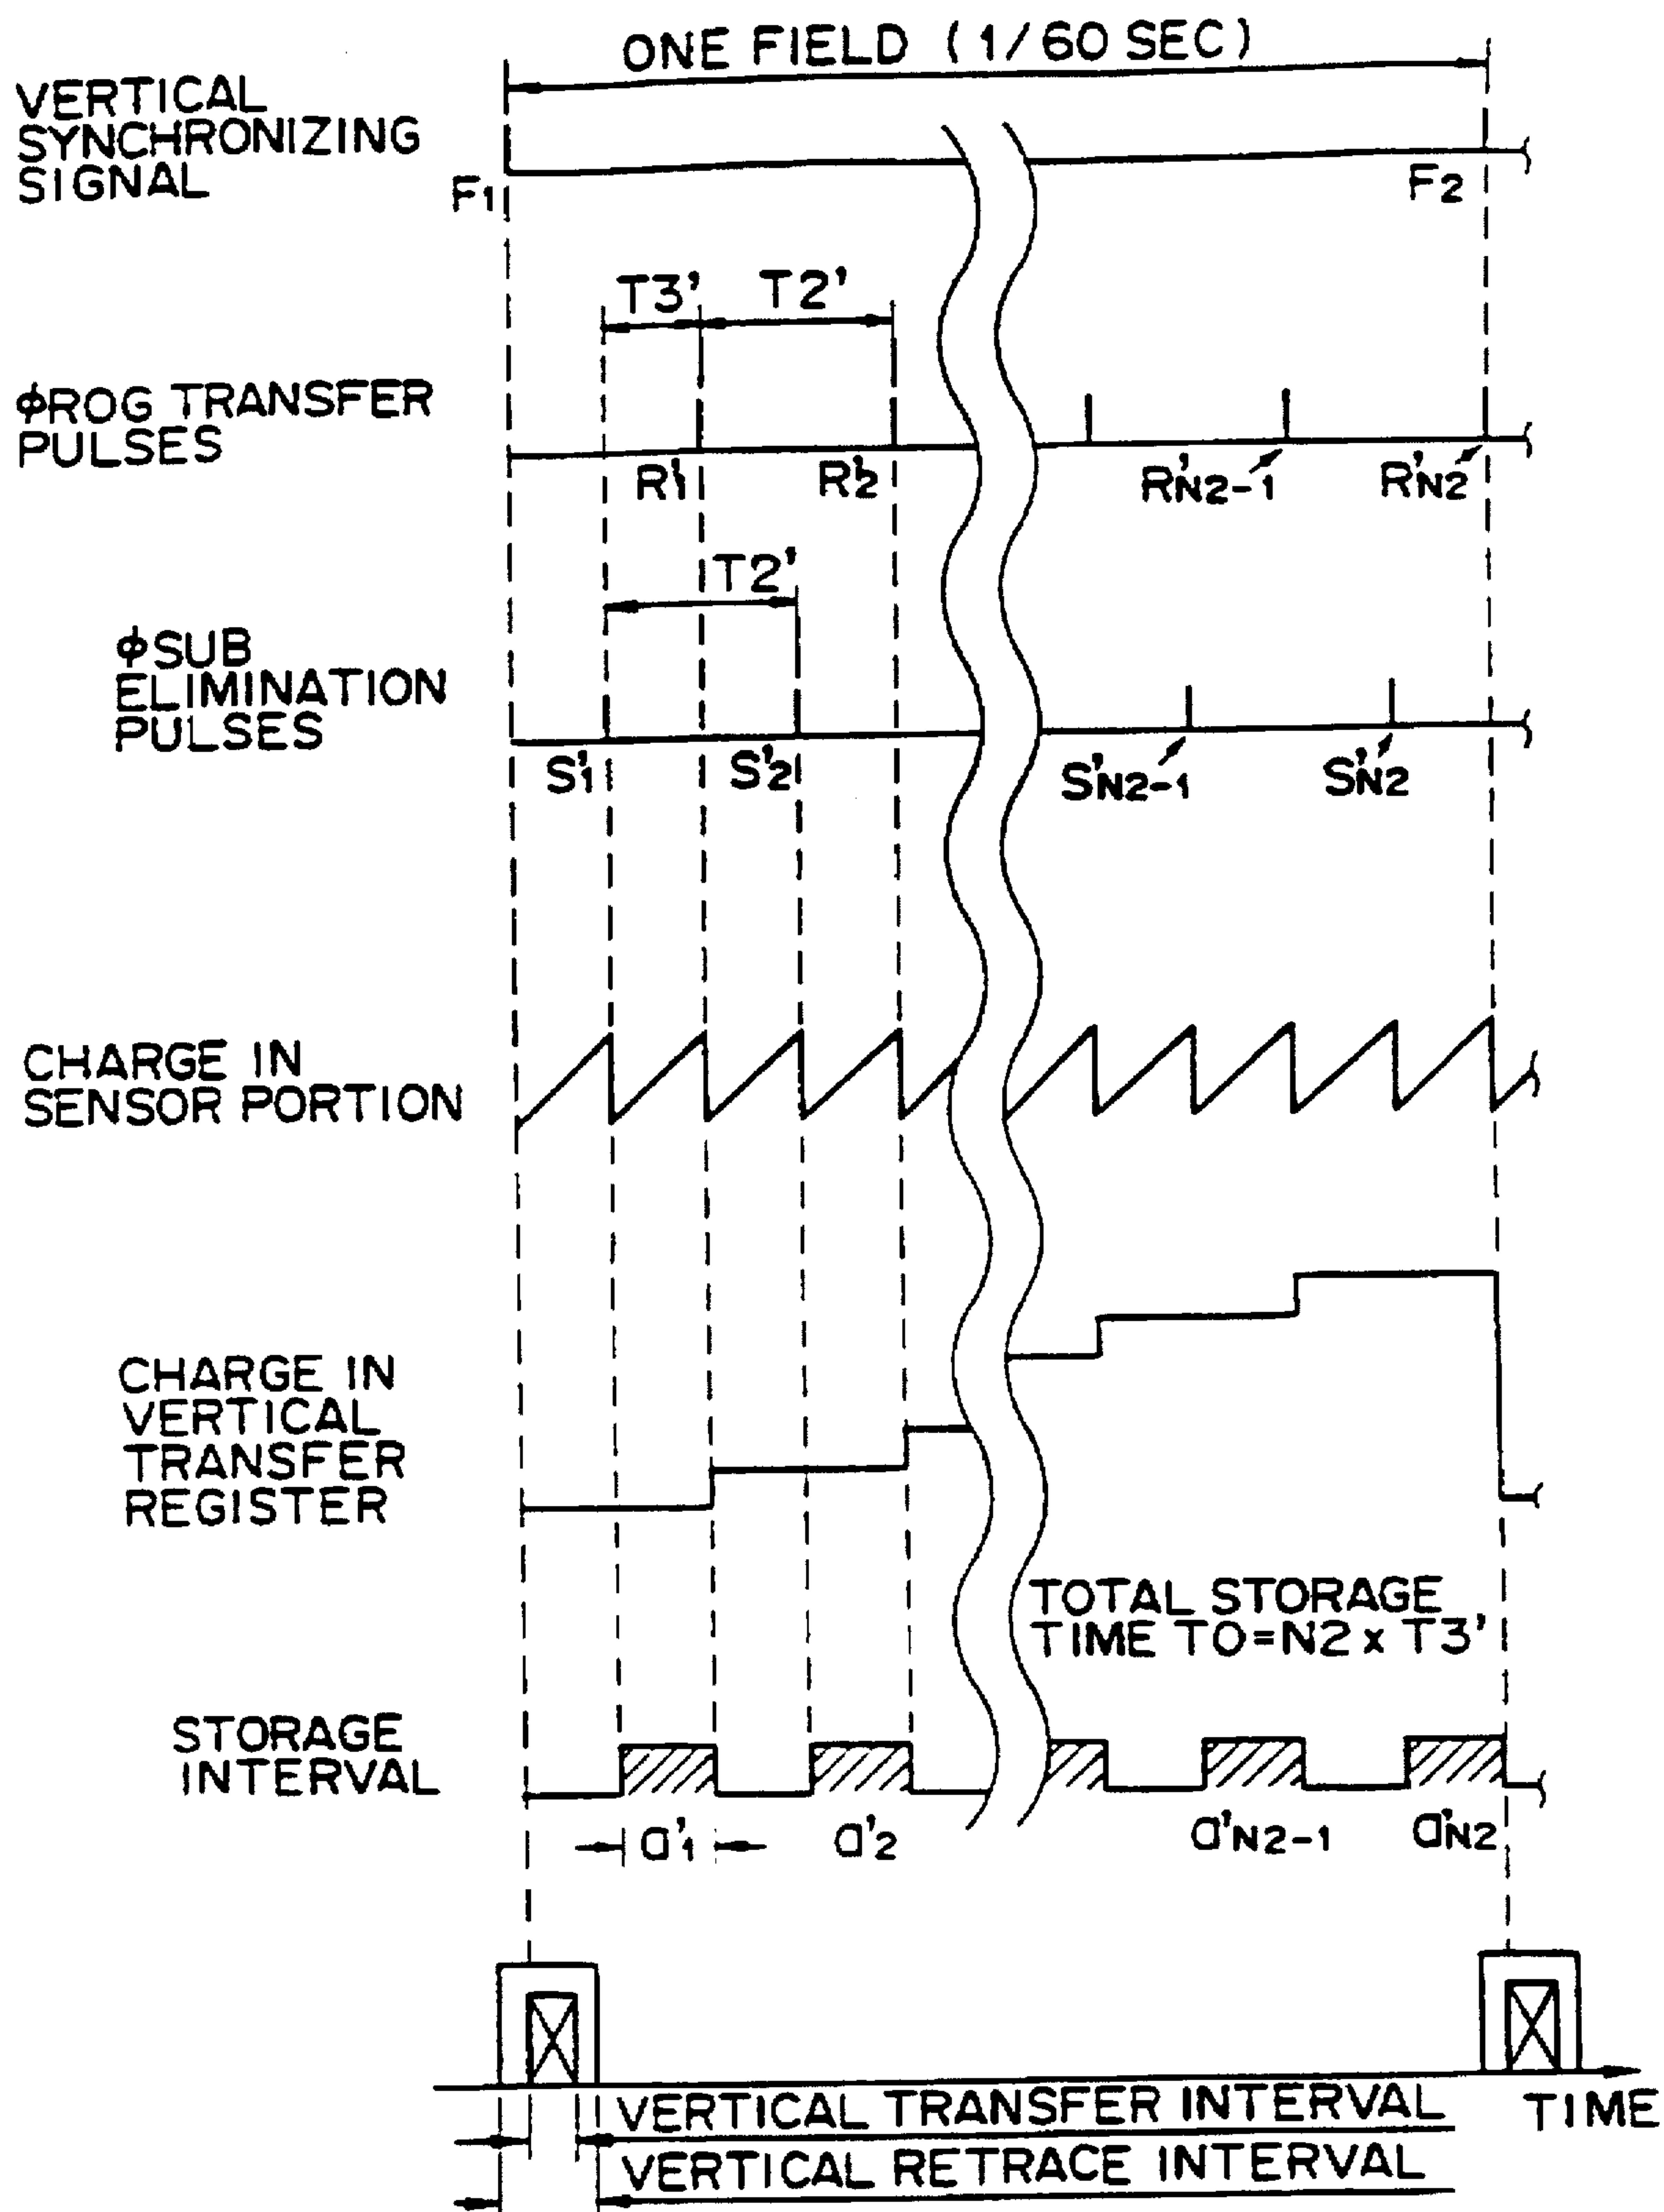 ONE FIELD (1/60 SEC)
VERTICAL
SYNCHRONIZING
SIGNAL
F1
F2
T3' T2'
ϕROG TRANSFER
PULSES
R'1 R'2 R'N2-1 R'N2
T2'
ϕSUB
ELIMINATION
PULSES
S'1 S'2 S'N2-1 S'N2
CHARGE IN
SENSOR PORTION
CHARGE IN
VERTICAL
TRANSFER
REGISTER
TOTAL STORAGE
TIME TO=N2 x T3'
STORAGE
INTERVAL
a'1 a'2 a'N2-1 a'N2
VERTICAL TRANSFER INTERVAL
TIME
VERTICAL RETRACE INTERVAL